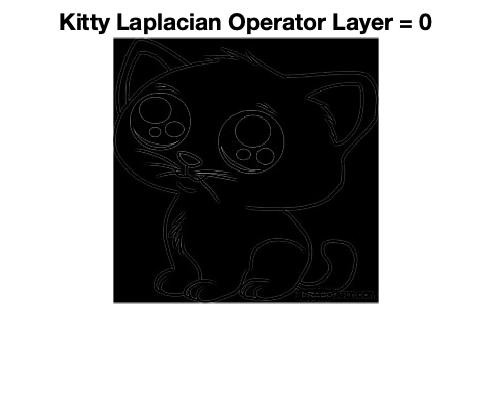 Kitty Laplacian Operator Layer = 0